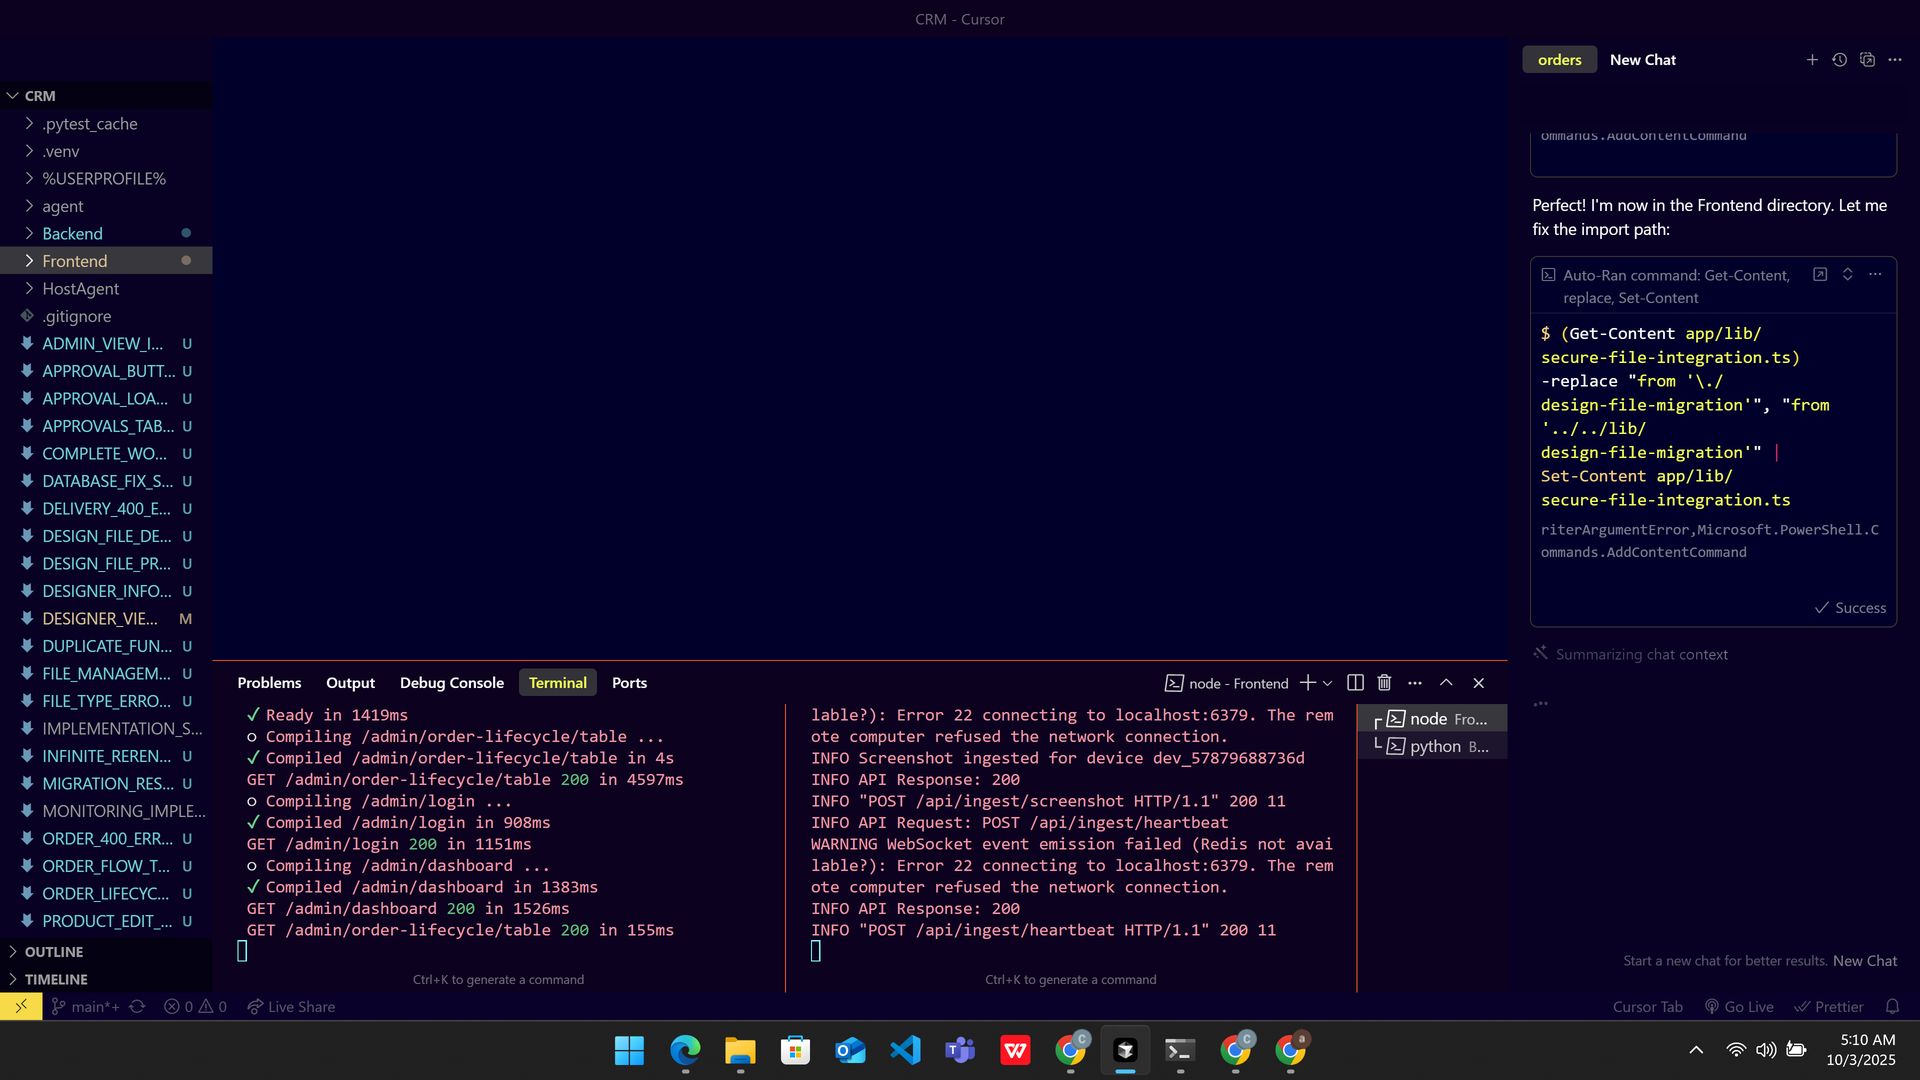 CRM - Cursor
CRM
.pytest_cache
.venv
%USERPROFILE%
agent
Backend
Frontend
HostAgent
.gitignore
ADMIN_VIEW_I... U
APPROVAL_BUTT... U
APPROVAL_LOA... U
APPROVALS_TAB... U
COMPLETE_WO... U
DATABASE_FIX_S... U
DELIVERY_400_E... U
DESIGN_FILE_DE... U
DESIGN_FILE_PR... U
DESIGNER_INFO... U
DESIGNER_VIE... M
DUPLICATE_FUN... U
FILE_MANAGEM... U
FILE_TYPE_ERRO... U
IMPLEMENTATION_S...
INFINITE_REREN... U
MIGRATION_RES... U
MONITORING_IMPLE...
ORDER_400_ERR... U
ORDER_FLOW_T... U
ORDER_LIFECYC... U
PRODUCT_EDIT_... U
OUTLINE
TIMELINE
Problems Output Debug Console Terminal Ports
node - Frontend
✓ Ready in 1419ms
○ Compiling /admin/order-lifecycle/table ...
✓ Compiled /admin/order-lifecycle/table in 4s
GET /admin/order-lifecycle/table 200 in 4597ms
○ Compiling /admin/login ...
✓ Compiled /admin/login in 908ms
GET /admin/login 200 in 1151ms
○ Compiling /admin/dashboard ...
✓ Compiled /admin/dashboard in 1383ms
GET /admin/dashboard 200 in 1526ms
GET /admin/order-lifecycle/table 200 in 155ms
Ctrl+K to generate a command
lable?): Error 22 connecting to localhost:6379. The rem
ote computer refused the network connection.
INFO Screenshot ingested for device dev_57879688736d
INFO API Response: 200
INFO "POST /api/ingest/screenshot HTTP/1.1" 200 11
INFO API Request: POST /api/ingest/heartbeat
WARNING WebSocket event emission failed (Redis not avai
lable?): Error 22 connecting to localhost:6379. The rem
ote computer refused the network connection.
INFO API Response: 200
INFO "POST /api/ingest/heartbeat HTTP/1.1" 200 11
Ctrl+K to generate a command
node Fro...
python B...
orders New Chat
ommands.AddContentCommand
Perfect! I'm now in the Frontend directory. Let me
fix the import path:
Auto-Ran command: Get-Content,
replace, Set-Content
$ (Get-Content app/lib/
secure-file-integration.ts)
-replace "from '\./
design-file-migration'", "from
'../../lib/
design-file-migration'" |
Set-Content app/lib/
secure-file-integration.ts
riterArgumentError,Microsoft.PowerShell.C
ommands.AddContentCommand
Success
Summarizing chat context
Start a new chat for better results. New Chat
main*+ 0 0 Live Share
Cursor Tab Go Live Prettier
5:10 AM
10/3/2025